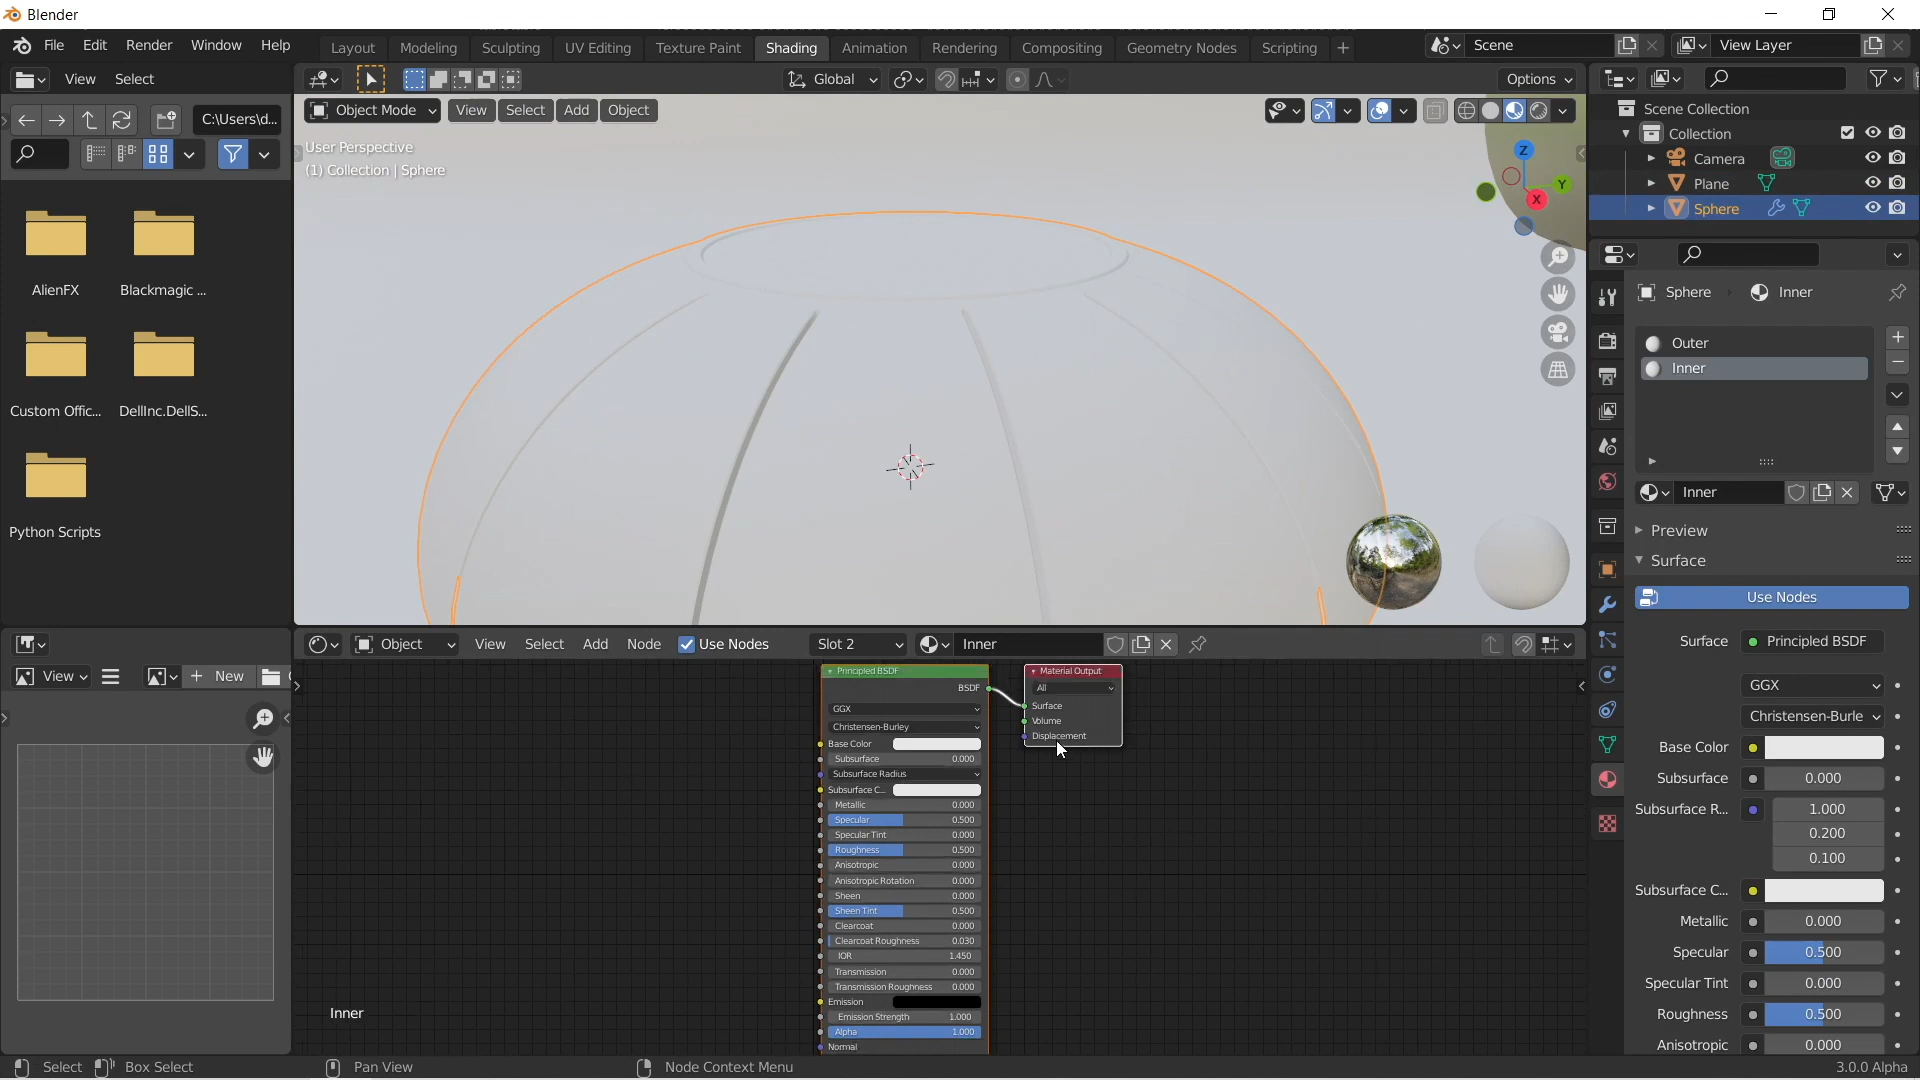 Blender
File Edit Render Window Help Layout Modeling Sculpting UV Editing Texture Paint Shading Animation Rendering Compositing Geometry Nodes Scripting + Scene View Layer
View Select
Global
Options
C:\Users\d...
Object Mode View Select Add Object
User Perspective
(1) Collection | Sphere
Z
Y
X
AlienFX
Blackmagic ...
Custom Offic...
DellInc.DellS...
Python Scripts
Scene Collection
Collection
Camera
Plane
Sphere
Sphere Inner
Outer
Inner
Inner
Preview
Surface
Use Nodes
Surface Principled BSDF
GGX
Christensen-Burle
Base Color
Subsurface 0.000
Subsurface R... 1.000
0.200
0.100
Subsurface C...
Metallic 0.000
Specular 0.500
Specular Tint 0.000
Roughness 0.500
Anisotropic 0.000
View + New
Object View Select Add Node Use Nodes Slot 2 Inner
Principled BSDF
BSDF
GGX
Christensen-Burley
Base Color
Subsurface 0.000
Subsurface Radius
Subsurface C...
Metallic 0.000
Specular 0.500
Specular Tint 0.000
Roughness 0.500
Anisotropic 0.000
Anisotropic Rotation 0.000
Sheen 0.000
Sheen Tint 0.500
Clearcoat 0.000
Clearcoat Roughness 0.030
IOR 1.450
Transmission 0.000
Transmission Roughness 0.000
Emission
Emission Strength 1.000
Alpha 1.000
Normal
Material Output
All
Surface
Volume
Displacement
Inner
Select Box Select Pan View Node Context Menu 3.0.0 Alpha